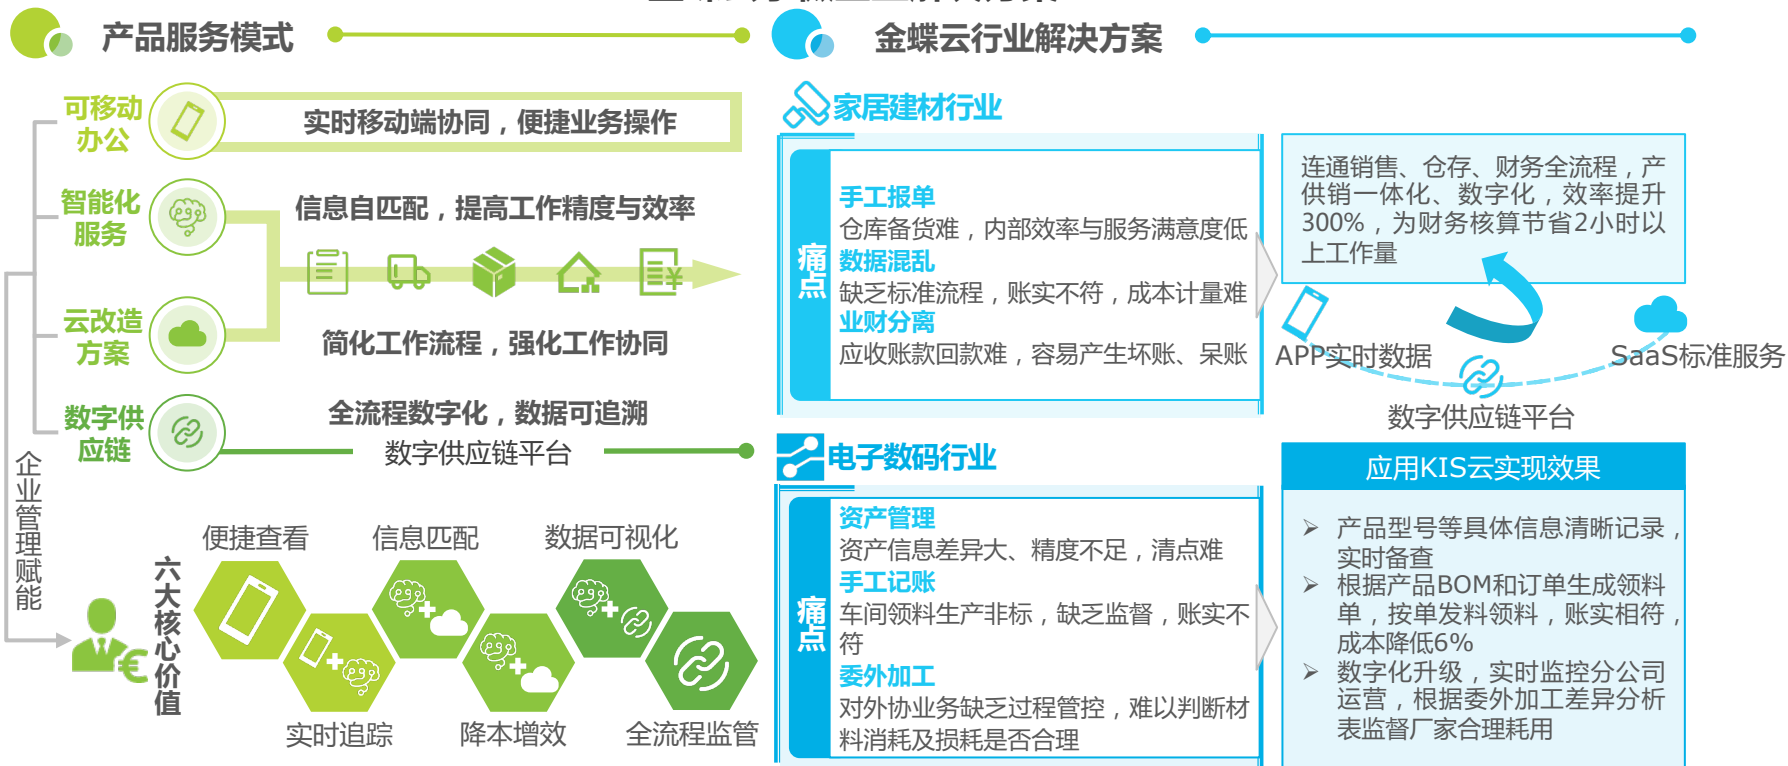 产品服务模式
可移动
办公
实时移动端协同，便捷业务操作
智能化
服务
信息自匹配，提高工作精度与效率
云改造
方案
简化工作流程，强化工作协同
数字供
应链
全流程数字化，数据可追溯
数字供应链平台
企业管理赋能
六大核心价值
便捷查看
信息匹配
数据可视化
实时追踪
降本增效
全流程监管
金蝶云行业解决方案
家居建材行业
痛点
手工报单
仓库备货难，内部效率与服务满意度低
数据混乱
缺乏标准流程，账实不符，成本计量难
业财分离
应收账款回款难，容易产生坏账、呆账
连通销售、仓存、财务全流程，产
供销一体化、数字化，效率提升
300%，为财务核算节省2小时以
上工作量
APP实时数据
SaaS标准服务
数字供应链平台
电子数码行业
痛点
资产管理
资产信息差异大、精度不足，清点难
手工记账
车间领料生产非标，缺乏监督，账实不
符
委外加工
对外协业务缺乏过程管控，难以判断材
料消耗及损耗是否合理
应用KIS云实现效果
➢ 产品型号等具体信息清晰记录，
实时备查
➢ 根据产品BOM和订单生成领料
单，按单发料领料，账实相符，
成本降低6%
➢ 数字化升级，实时监控分公司
运营，根据委外加工差异分析
表监督厂家合理耗用